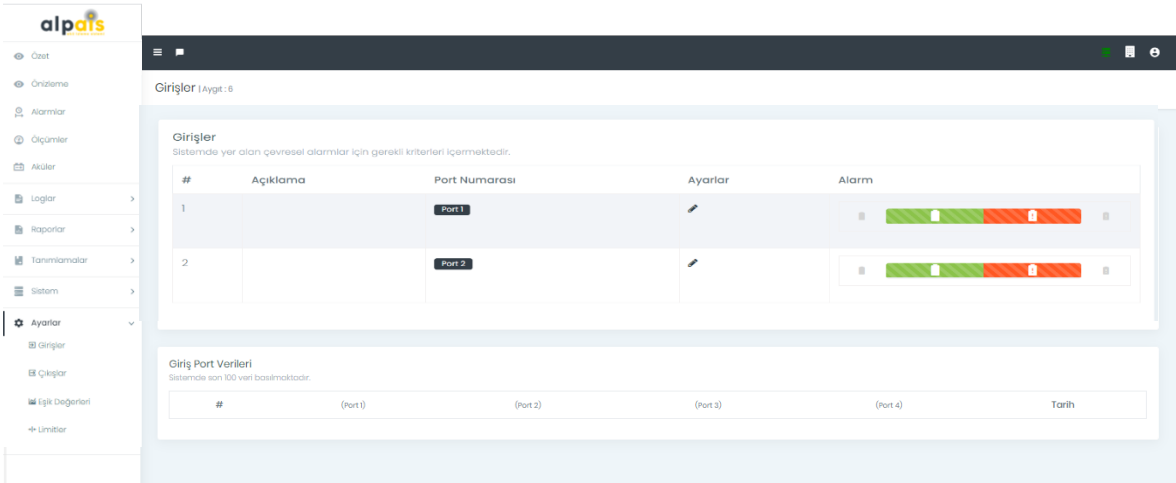 alpais
Özet
Önizleme
Alarmlar
Ölçümler
Aküler
Loglar
Raporlar
Tanımlamalar
Sistem
Ayarlar
Girişler
Çıkışlar
Eşik Değerleri
Limitler
Girişler | Aygıt : 6
Girişler
Sistemde yer alan çevresel alarmlar için gerekli kriterleri içermektedir.
# Açıklama Port Numarası Ayarlar Alarm
1 Port 1
2 Port 2
Giriş Port Verileri
Sistemde son 100 veri basılmaktadır.
# (Port 1) (Port 2) (Port 3) (Port 4) Tarih